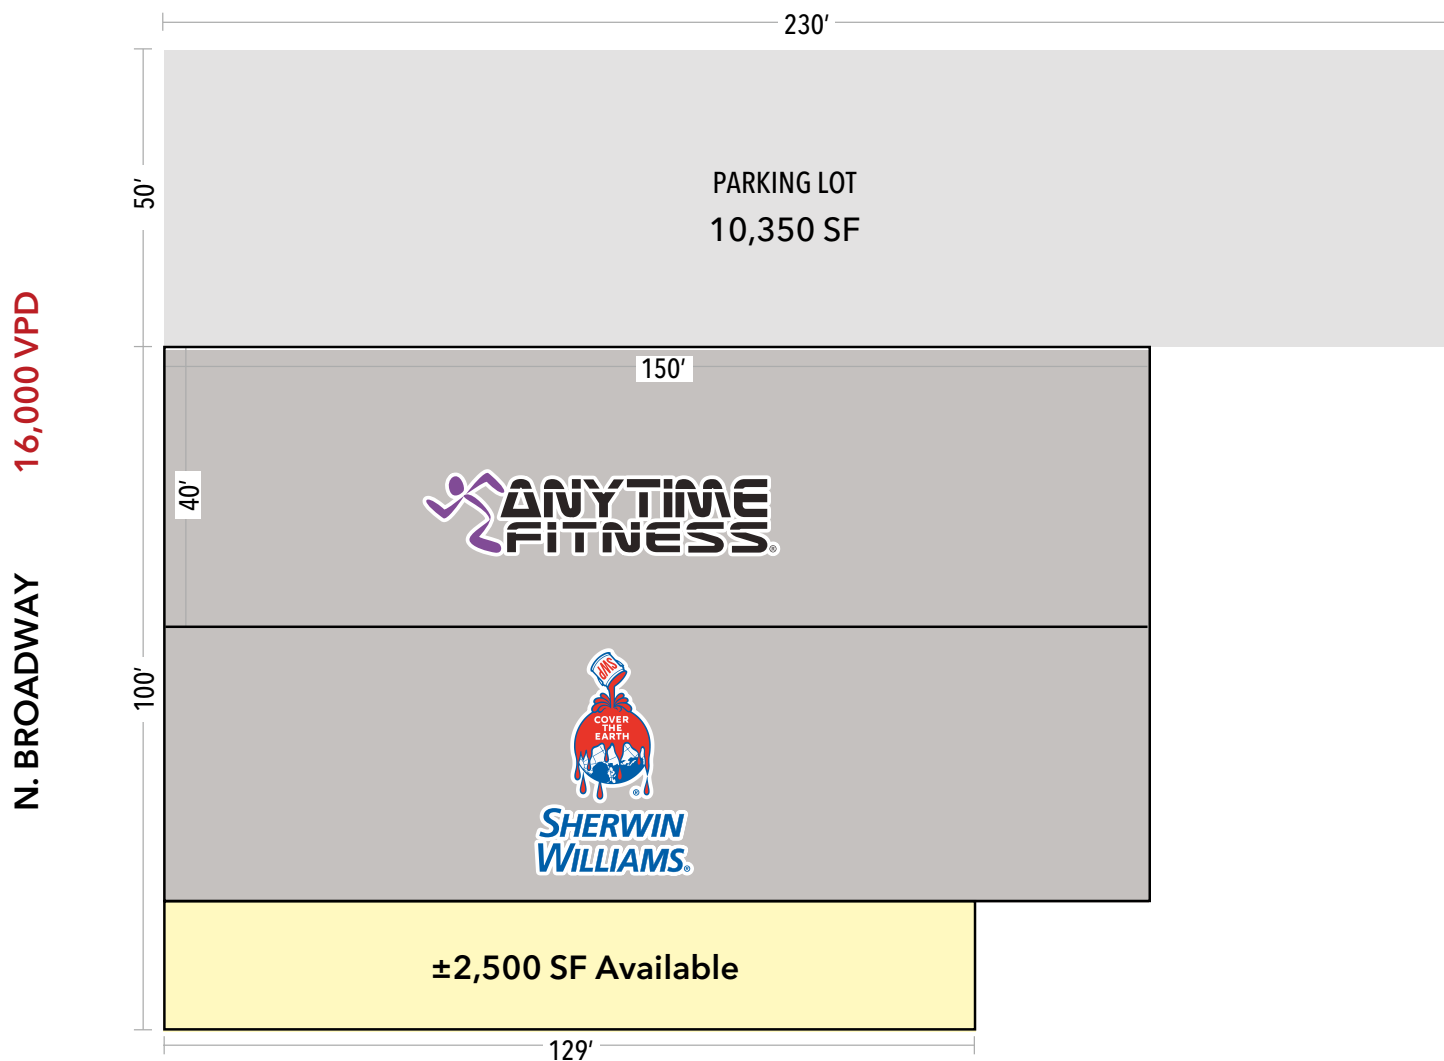 230′
50′
PARKING LOT
10,350 SF
16,000 VPD
150′
40′
ANYTIME
FITNESS®
N. BROADWAY
100′
SWP
COVER
THE
EARTH
®
SHERWIN
WILLIAMS®
±2,500 SF Available
129′